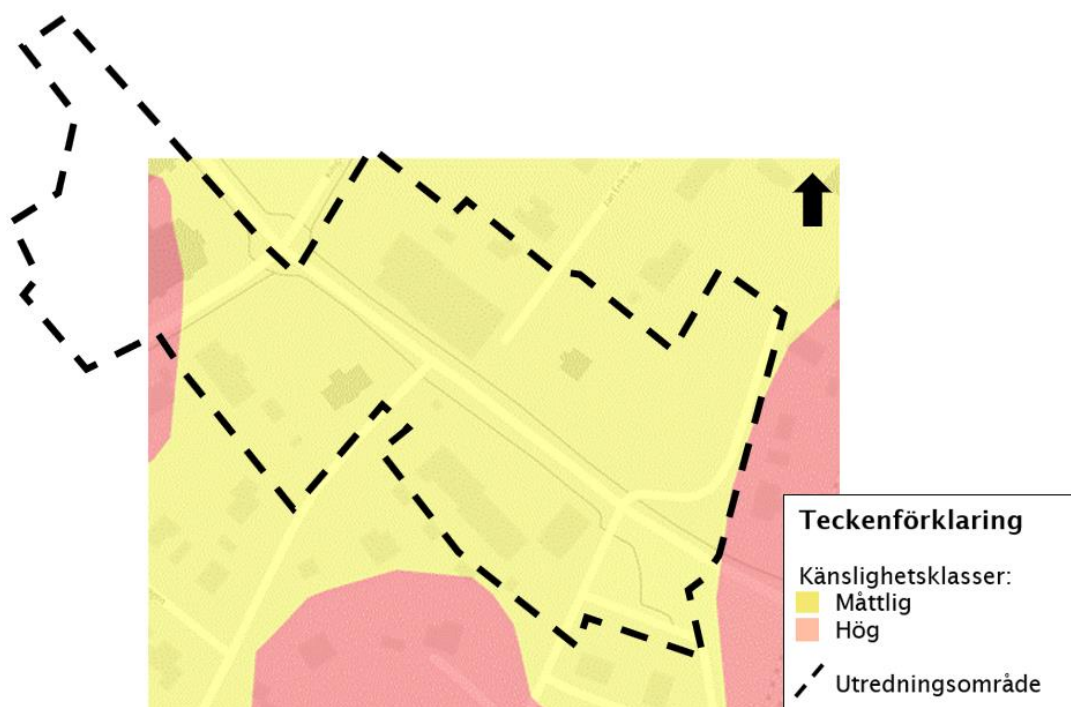 Teckenförklaring
Känslighetsklasser:
Måttlig
Hög
Utredningsområde